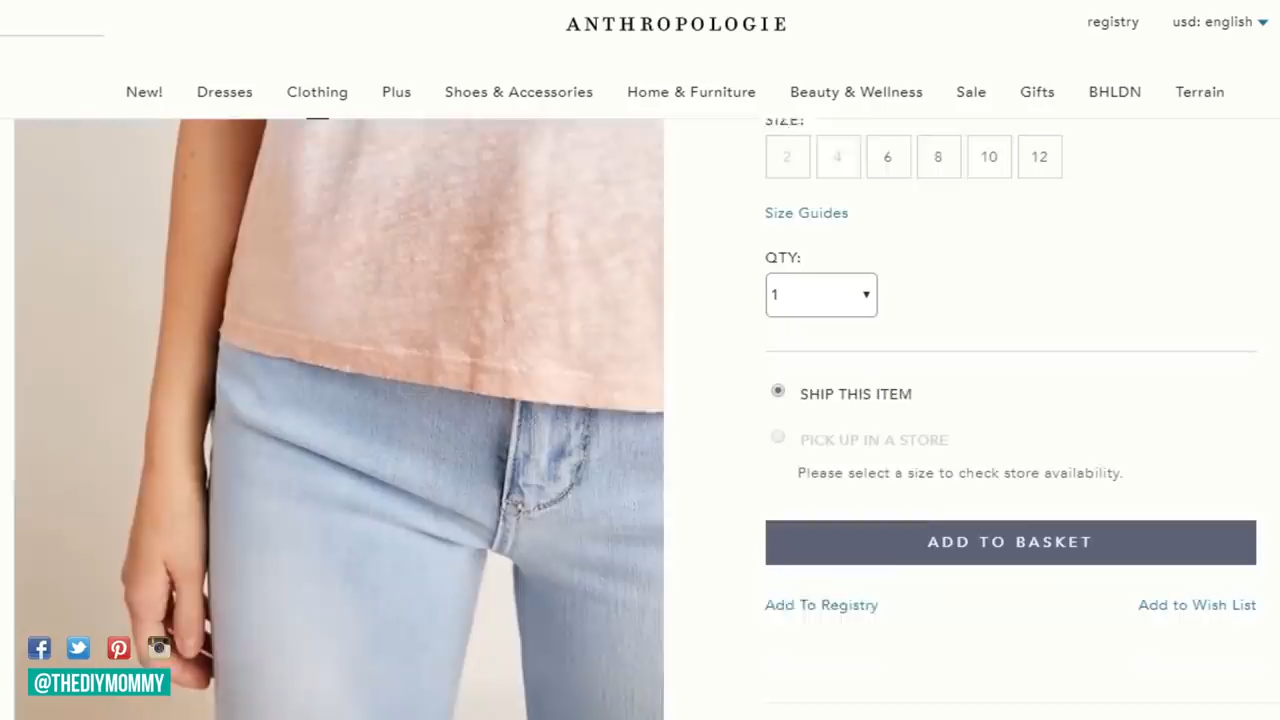 ANTHROPOLOGIE
registry
usd: english
New!
Dresses
Clothing
Plus
Shoes & Accessories
Home & Furniture
Beauty & Wellness
Sale
Gifts
BHLDN
Terrain
SIZE:
2 4 6 8 10 12
Size Guides
QTY:
1
SHIP THIS ITEM
PICK UP IN A STORE
Please select a size to check store availability.
ADD TO BASKET
Add To Registry
Add to Wish List
@THEDIYMOMMY